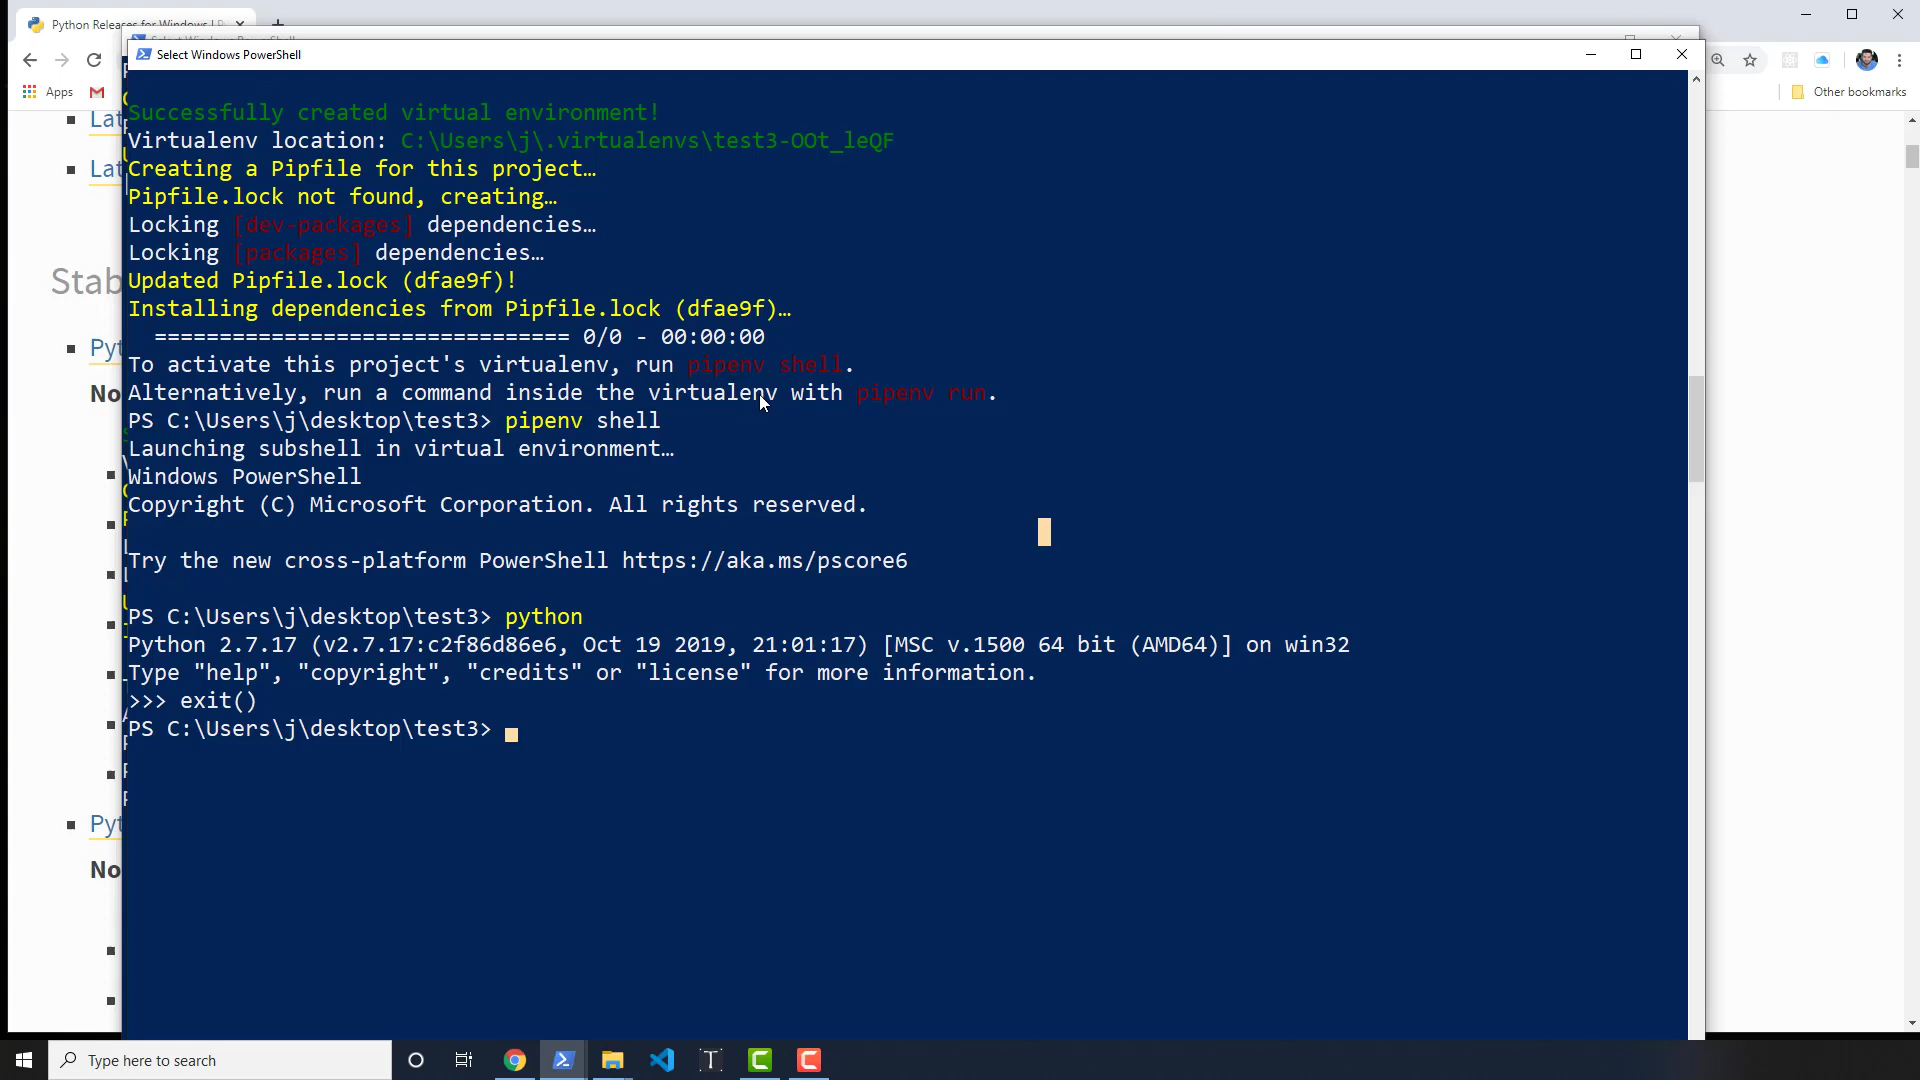 Python Releases for Windows | P
Select Windows PowerShell
Apps
Other bookmarks
Lat
Lat
Stab
Pyt
No
Pyt
No
Successfully created virtual environment!
Virtualenv location: C:\Users\j\.virtualenvs\test3-OOt_leQF
Creating a Pipfile for this project…
Pipfile.lock not found, creating…
Locking [dev-packages] dependencies…
Locking [packages] dependencies…
Updated Pipfile.lock (dfae9f)!
Installing dependencies from Pipfile.lock (dfae9f)…
================================ 0/0 - 00:00:00
To activate this project's virtualenv, run pipenv shell.
Alternatively, run a command inside the virtualenv with pipenv run.
PS C:\Users\j\desktop\test3> pipenv shell
Launching subshell in virtual environment…
Windows PowerShell
Copyright (C) Microsoft Corporation. All rights reserved.
Try the new cross-platform PowerShell https://aka.ms/pscore6
PS C:\Users\j\desktop\test3> python
Python 2.7.17 (v2.7.17:c2f86d86e6, Oct 19 2019, 21:01:17) [MSC v.1500 64 bit (AMD64)] on win32
Type "help", "copyright", "credits" or "license" for more information.
>>> exit()
PS C:\Users\j\desktop\test3>
Type here to search